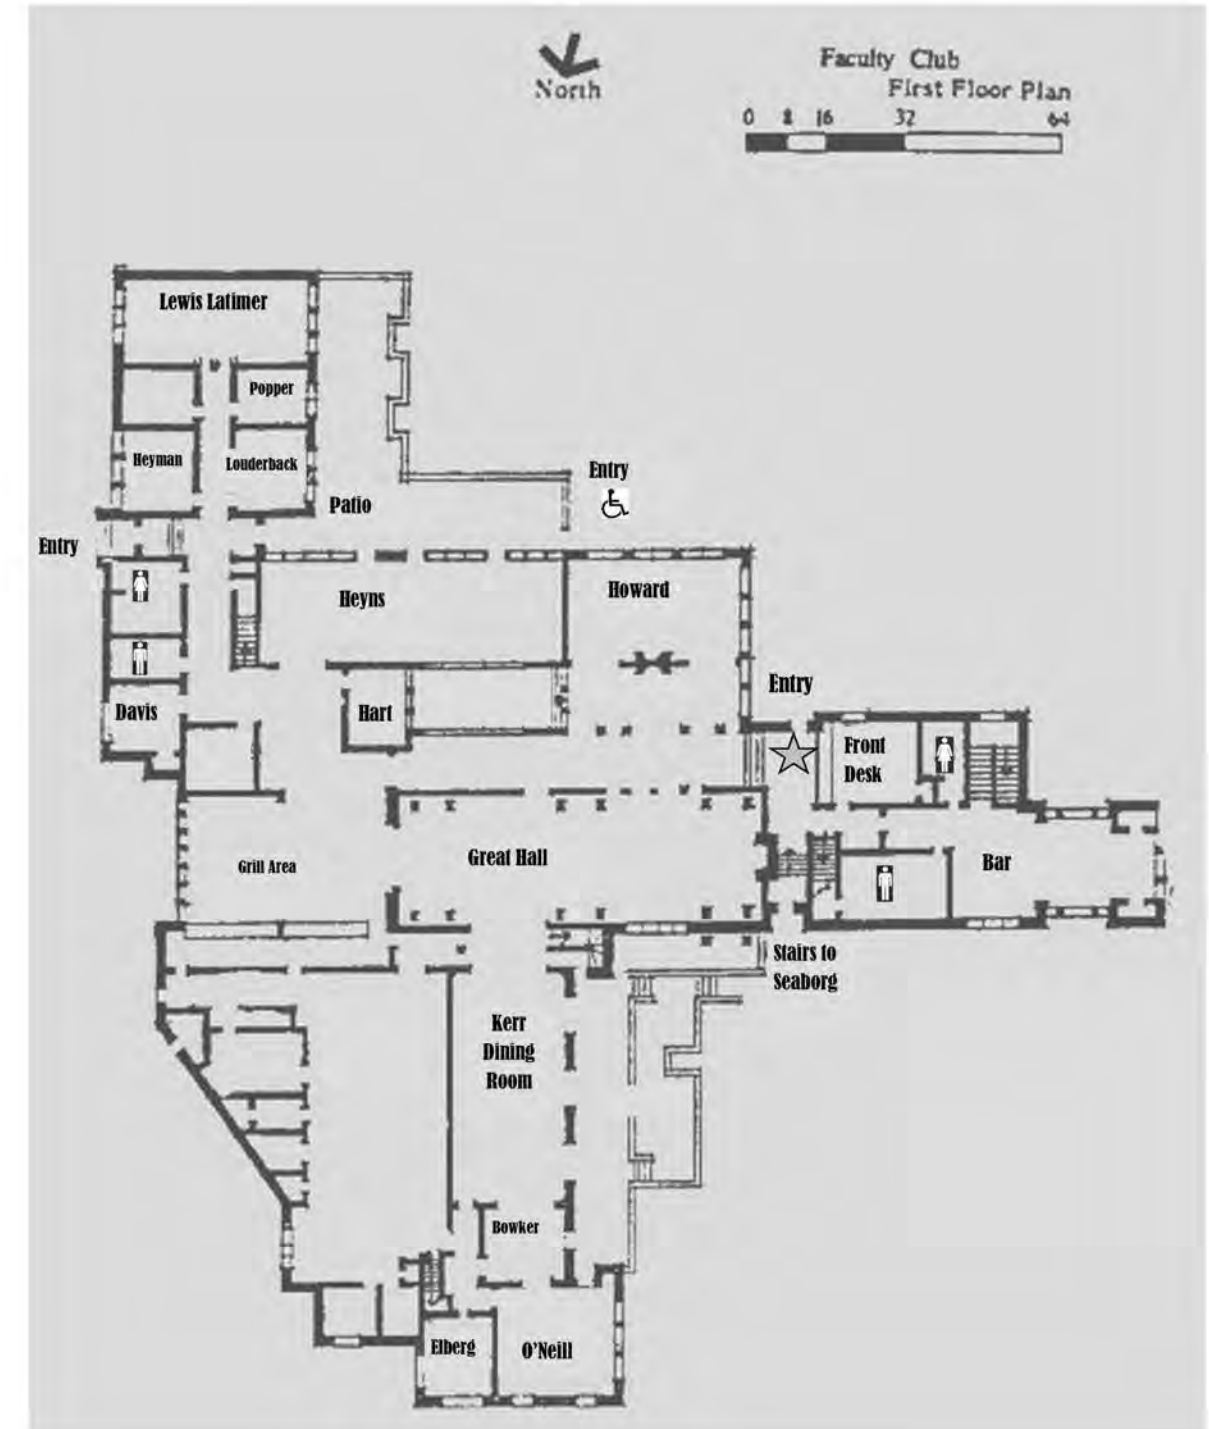 North
Faculty Club
First Floor Plan
0 8 16 32 64
Lewis Latimer
Popper
Heyman
Louderback
Patio
Entry
Entry
Heyns
Howard
Davis
Hart
Entry
Front
Desk
Grill Area
Great Hall
Bar
Stairs to
Seaborg
Kerr
Dining
Room
Bowker
Elberg
O'Neill